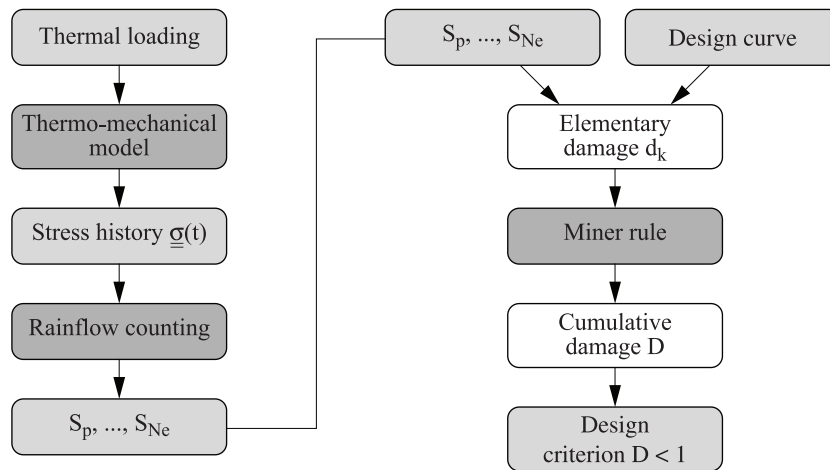 Thermal loading
Thermo-mechanical
model
Stress history σ(t)
Rainflow counting
Sp, ..., SNe
Sp, ..., SNe
Design curve
Elementary
damage dk
Miner rule
Cumulative
damage D
Design
criterion D < 1